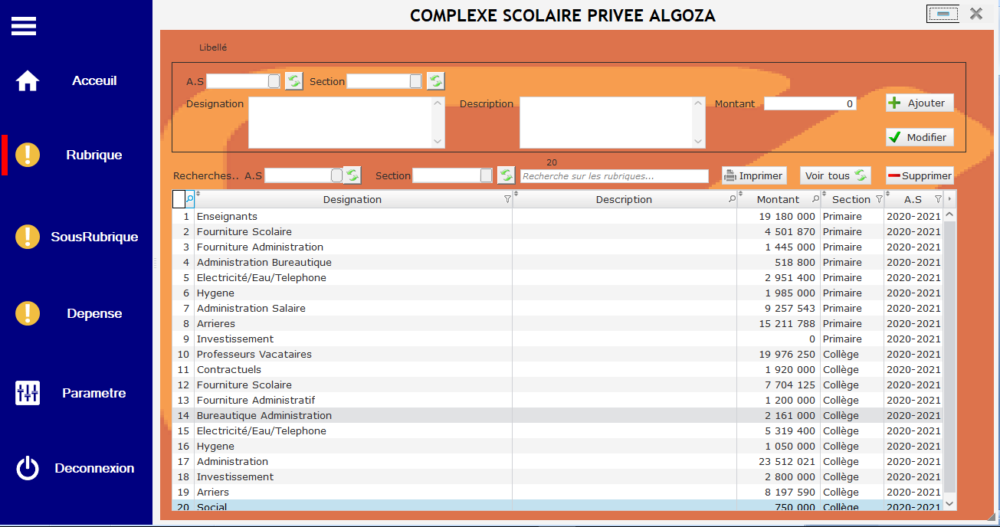 COMPLEXE SCOLAIRE PRIVEE ALGOZA
Acceuil
Rubrique
SousRubrique
Depense
Parametre
Deconnexion
Libellé
A.S Section
Designation Description Montant 0 Ajouter
Modifier
20
Recherches.. A.S Section Recherche sur les rubriques... Imprimer Voir tous Supprimer
Designation Description Montant Section A.S
1 Enseignants 19 180 000 Primaire 2020-2021
2 Fourniture Scolaire 4 501 870 Primaire 2020-2021
3 Fourniture Administration 1 445 000 Primaire 2020-2021
4 Administration Bureautique 518 800 Primaire 2020-2021
5 Electricité/Eau/Telephone 2 951 400 Primaire 2020-2021
6 Hygene 1 985 000 Primaire 2020-2021
7 Administration Salaire 9 257 543 Primaire 2020-2021
8 Arrieres 15 211 788 Primaire 2020-2021
9 Investissement 0 Primaire 2020-2021
10 Professeurs Vacataires 19 976 250 Collège 2020-2021
11 Contractuels 1 920 000 Collège 2020-2021
12 Fourniture Scolaire 7 704 125 Collège 2020-2021
13 Fourniture Administratif 1 200 000 Collège 2020-2021
14 Bureautique Administration 2 161 000 Collège 2020-2021
15 Electricité/Eau/Telephone 5 319 400 Collège 2020-2021
16 Hygene 1 050 000 Collège 2020-2021
17 Administration 23 512 021 Collège 2020-2021
18 Investissement 2 800 000 Collège 2020-2021
19 Arriers 8 197 590 Collège 2020-2021
20 Social 750 000 Collège 2020-2021